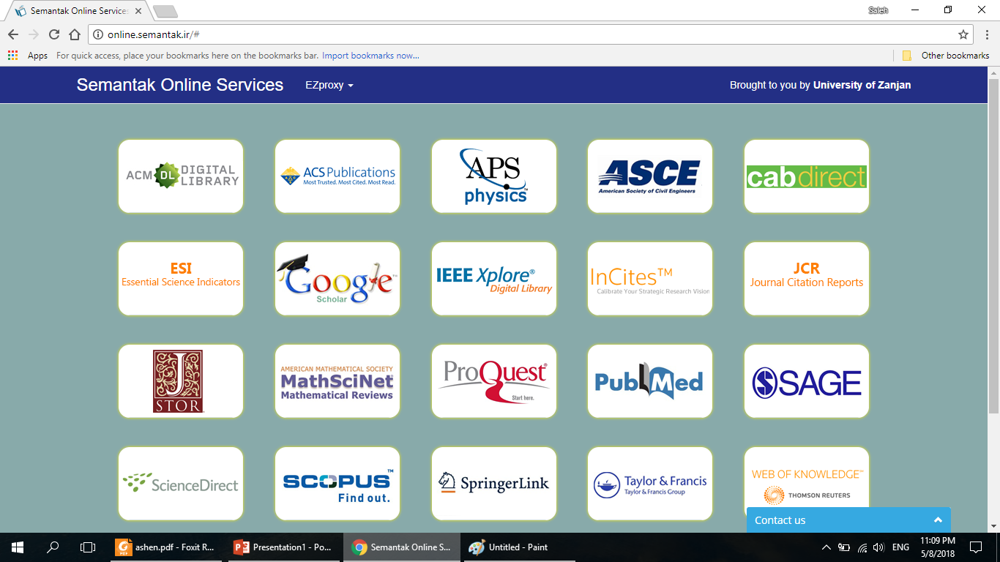 Semantak Online Services
Saleh
online.semantak.ir/#
Apps For quick access, place your bookmarks here on the bookmarks bar. Import bookmarks now... Other bookmarks
Semantak Online Services EZproxy Brought to you by University of Zanjan
ACM DL DIGITAL LIBRARY
ACS Publications
Most Trusted. Most Cited. Most Read.
APS
physics™
ASCE
American Society of Civil Engineers
cabdirect
ESI
Essential Science Indicators
Google™
Scholar
IEEE Xplore®
Digital Library
InCites™
Calibrate Your Strategic Research Vision
JCR
Journal Citation Reports
J
STOR
AMERICAN MATHEMATICAL SOCIETY
MathSciNet®
Mathematical Reviews
ProQuest®
Start here.
PubMed
SAGE
ScienceDirect
SCOPUS™
Find out.
SpringerLink
Taylor & Francis
Taylor & Francis Group
WEB OF KNOWLEDGE™
THOMSON REUTERS
Contact us
ashen.pdf - Foxit R... Presentation1 - Po... Semantak Online S... Untitled - Paint ENG 11:09 PM
5/8/2018